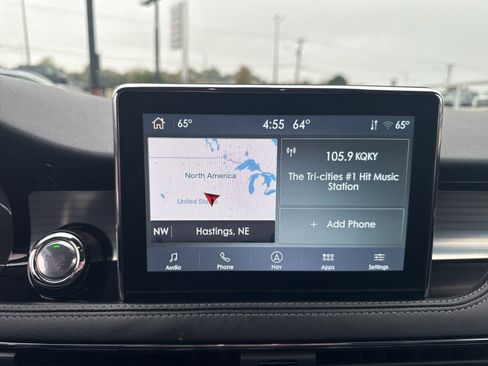 65° 4:55 64° 65°
North America
United States
NW Hastings, NE
105.9 KQKY
The Tri-cities #1 Hit Music
Station
+ Add Phone
Audio Phone Nav Apps Settings